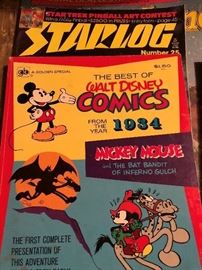 STAR TREK PINBALL ART CONTEST
STARLOG
Number 25
A GOLDEN SPECIAL
$1.50
THE BEST OF
WALT DISNEY
COMICS
FROM THE
YEAR
1934
MICKEY MOUSE
and THE BAT BANDIT
OF INFERNO GULCH
THE FIRST COMPLETE
PRESENTATION OF
THIS ADVENTURE